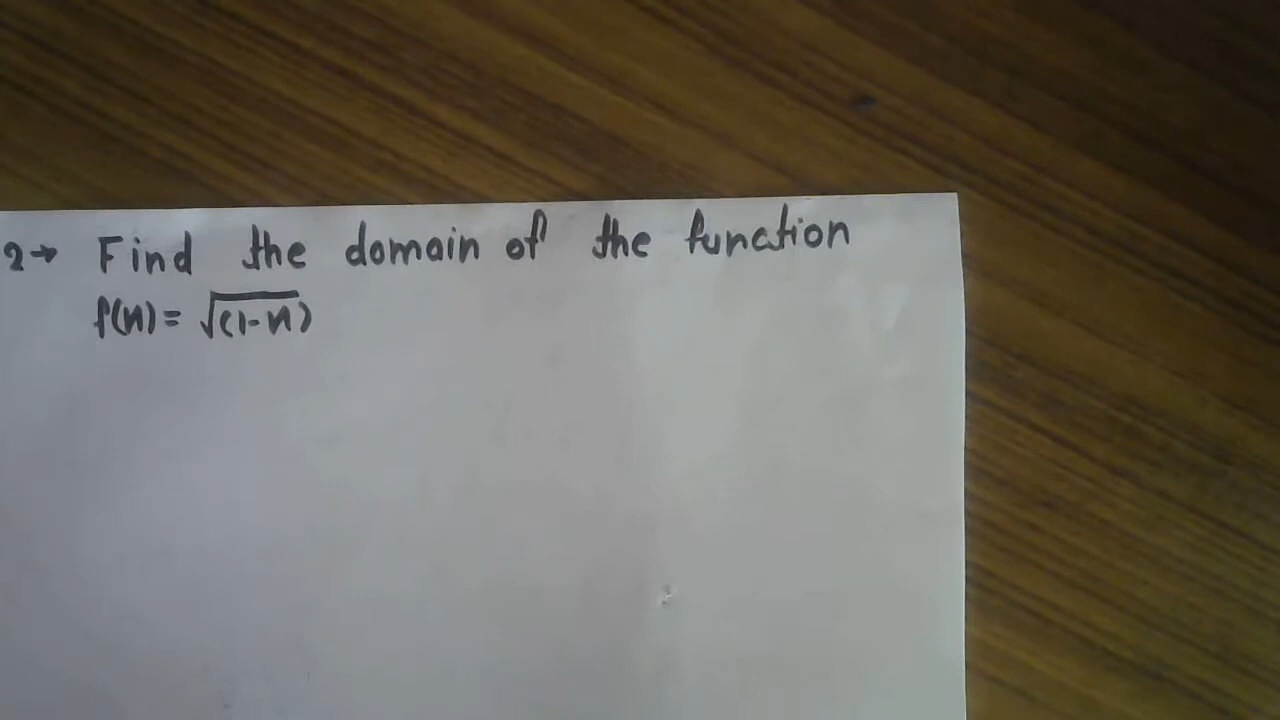 2→ Find the domain of the function
f(x) = √(1-x)